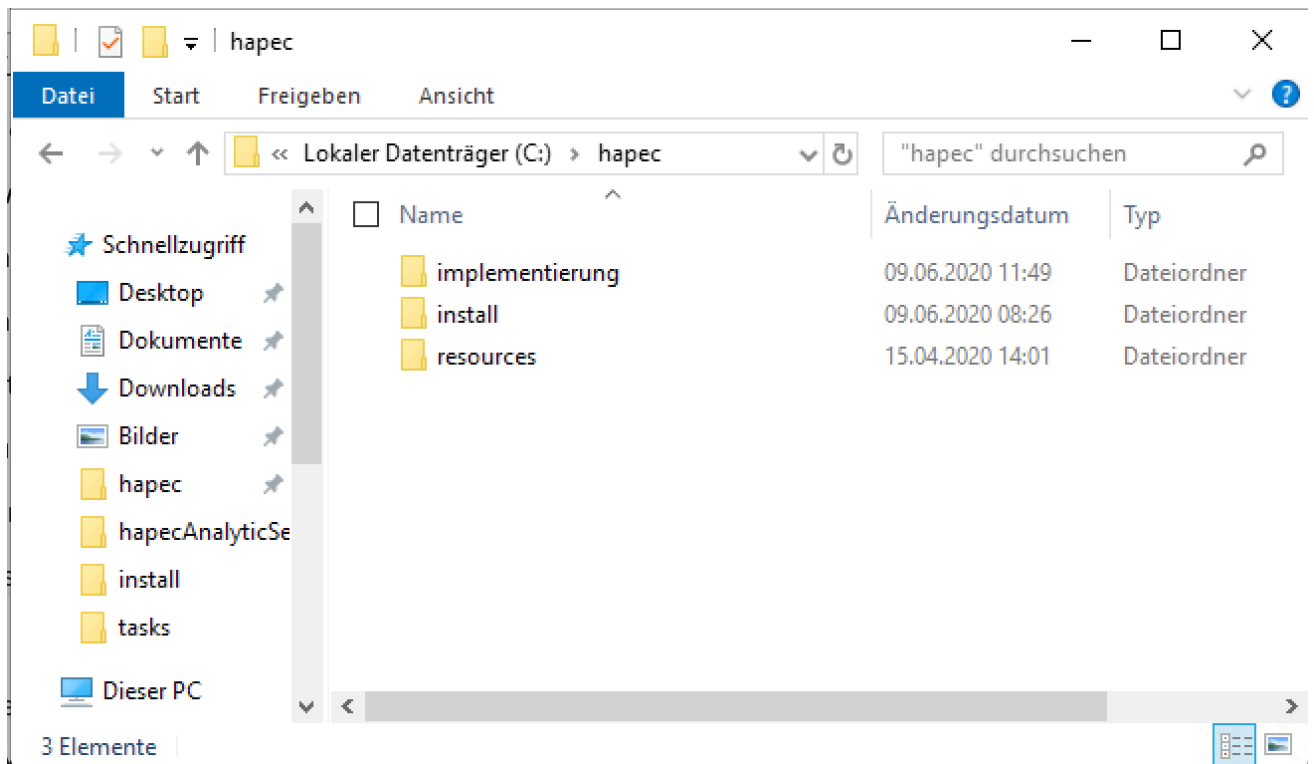 hapec
Datei Start Freigeben Ansicht
« Lokaler Datenträger (C:) > hapec
"hapec" durchsuchen
Name Änderungsdatum Typ
Schnellzugriff
Desktop
Dokumente
Downloads
Bilder
hapec
hapecAnalyticSe
install
tasks
Dieser PC
implementierung 09.06.2020 11:49 Dateiordner
install 09.06.2020 08:26 Dateiordner
resources 15.04.2020 14:01 Dateiordner
3 Elemente